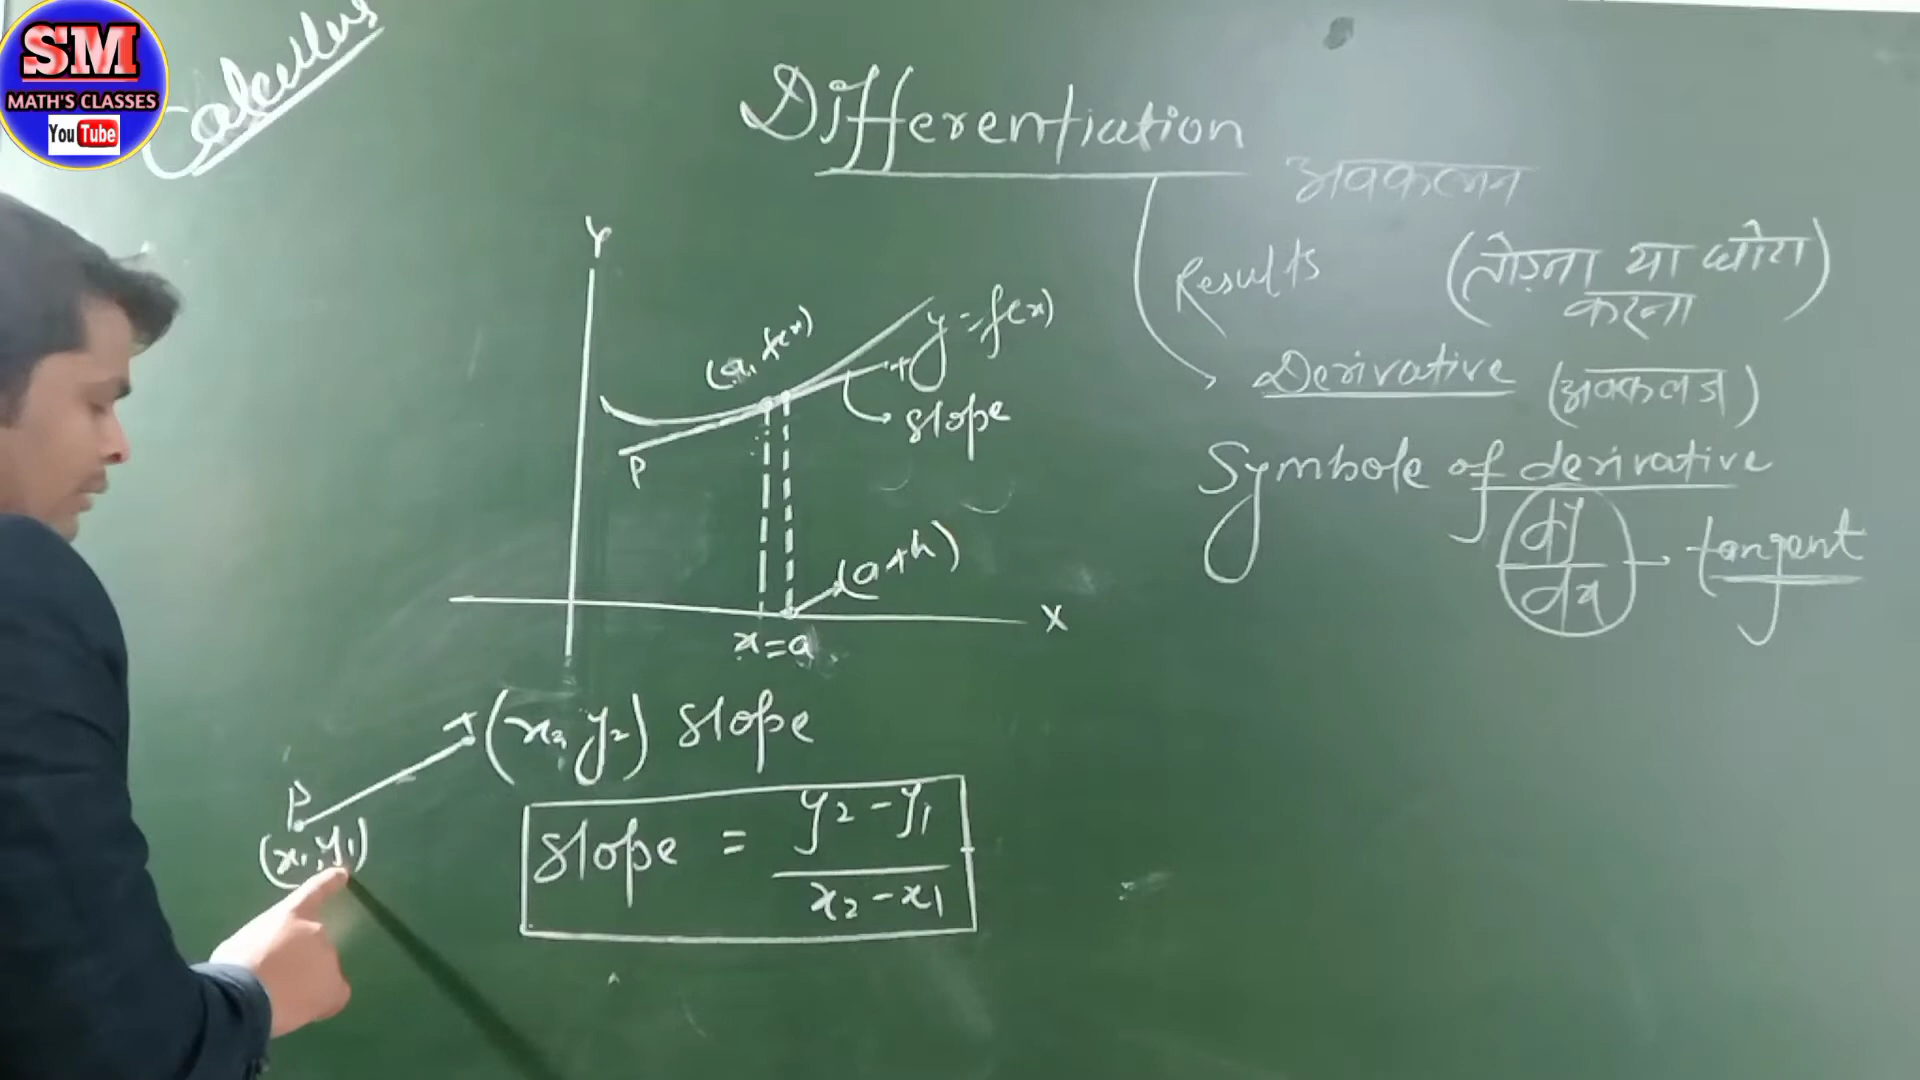 SM
MATH'S CLASSES
YouTube
Calculus
Differentiation
अवकलन
Results
(तोड़ना या छोटा
करना)
Derivative (अवकलज)
Symbole of derivative
dy
dx
tangent
Y
(a, f(x)
y=f(x)
slope
P
(a+h)
X
x=a
(x2, y2) slope
P
(x1, y1)
slope = y2-y1
x2-x1